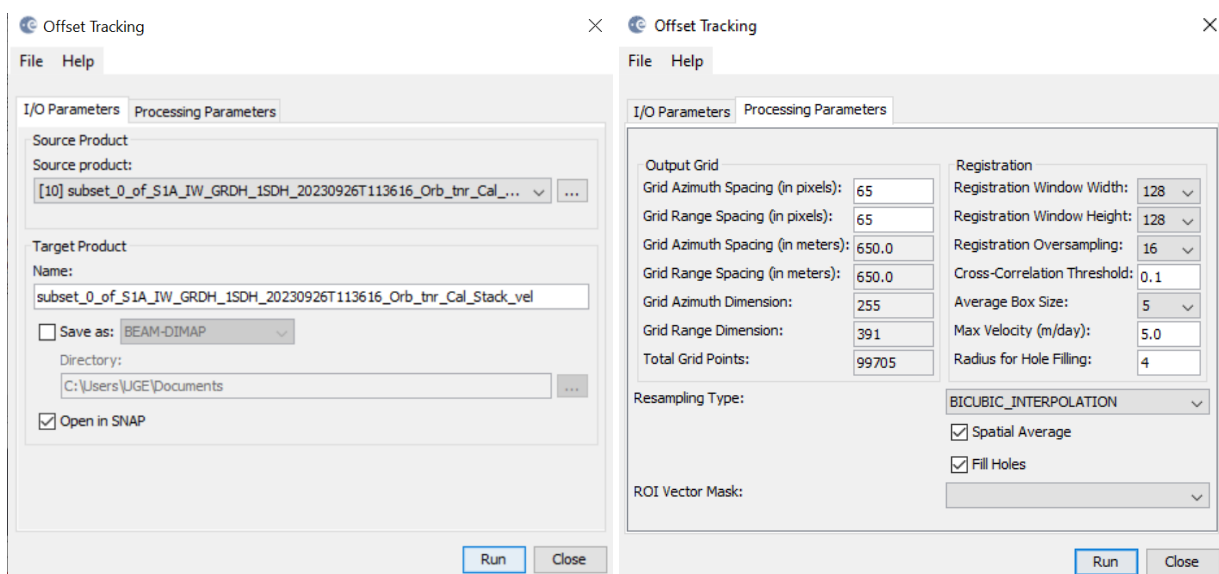 Offset Tracking
File Help
I/O Parameters Processing Parameters
Source Product
Source product:
[10] subset_0_of_S1A_IW_GRDH_1SDH_20230926T113616_Orb_tnr_Cal_... ...
Target Product
Name:
subset_0_of_S1A_IW_GRDH_1SDH_20230926T113616_Orb_tnr_Cal_Stack_vel
Save as: BEAM-DIMAP
Directory:
C:\Users\UGE\Documents ...
Open in SNAP
Run Close
Offset Tracking
File Help
I/O Parameters Processing Parameters
Output Grid
Grid Azimuth Spacing (in pixels): 65
Grid Range Spacing (in pixels): 65
Grid Azimuth Spacing (in meters): 650.0
Grid Range Spacing (in meters): 650.0
Grid Azimuth Dimension: 255
Grid Range Dimension: 391
Total Grid Points: 99705
Registration
Registration Window Width: 128
Registration Window Height: 128
Registration Oversampling: 16
Cross-Correlation Threshold: 0.1
Average Box Size: 5
Max Velocity (m/day): 5.0
Radius for Hole Filling: 4
Resampling Type: BICUBIC_INTERPOLATION
Spatial Average
Fill Holes
ROI Vector Mask:
Run Close